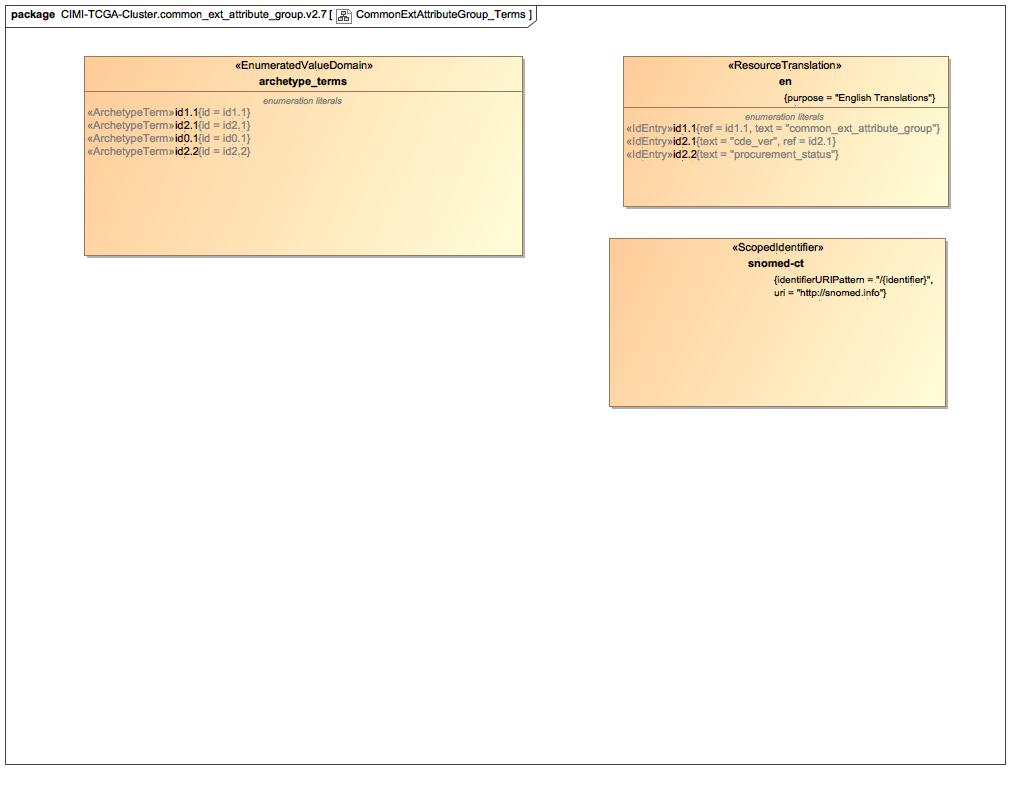 package CIMI-TCGA-Cluster.common_ext_attribute_group.v2.7 [ CommonExtAttributeGroup_Terms ]
«EnumeratedValueDomain»
archetype_terms
enumeration literals
«ArchetypeTerm»id1.1{id = id1.1}
«ArchetypeTerm»id2.1{id = id2.1}
«ArchetypeTerm»id0.1{id = id0.1}
«ArchetypeTerm»id2.2{id = id2.2}
«ResourceTranslation»
en
{purpose = "English Translations"}
enumeration literals
«IdEntry»id1.1{ref = id1.1, text = "common_ext_attribute_group"}
«IdEntry»id2.1{text = "cde_ver", ref = id2.1}
«IdEntry»id2.2{text = "procurement_status"}
«ScopedIdentifier»
snomed-ct
{identifierURIPattern = "/{identifier}",
uri = "http://snomed.info"}